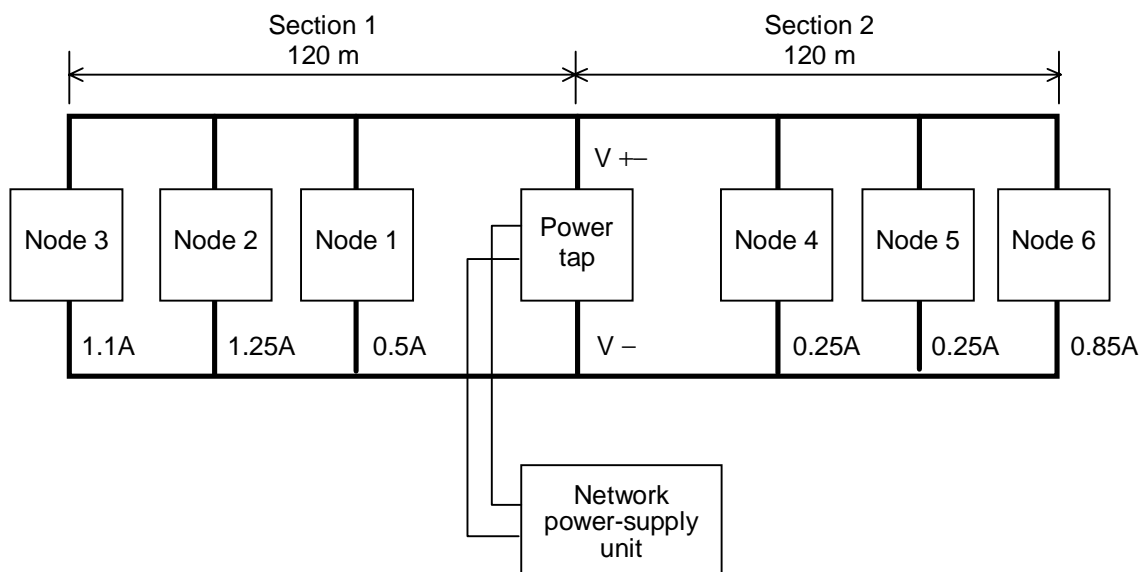 Section 1
120 m
Section 2
120 m
V +−
Node 3
Node 2
Node 1
Power
tap
Node 4
Node 5
Node 6
1.1A
1.25A
0.5A
V −
0.25A
0.25A
0.85A
Network
power-supply
unit